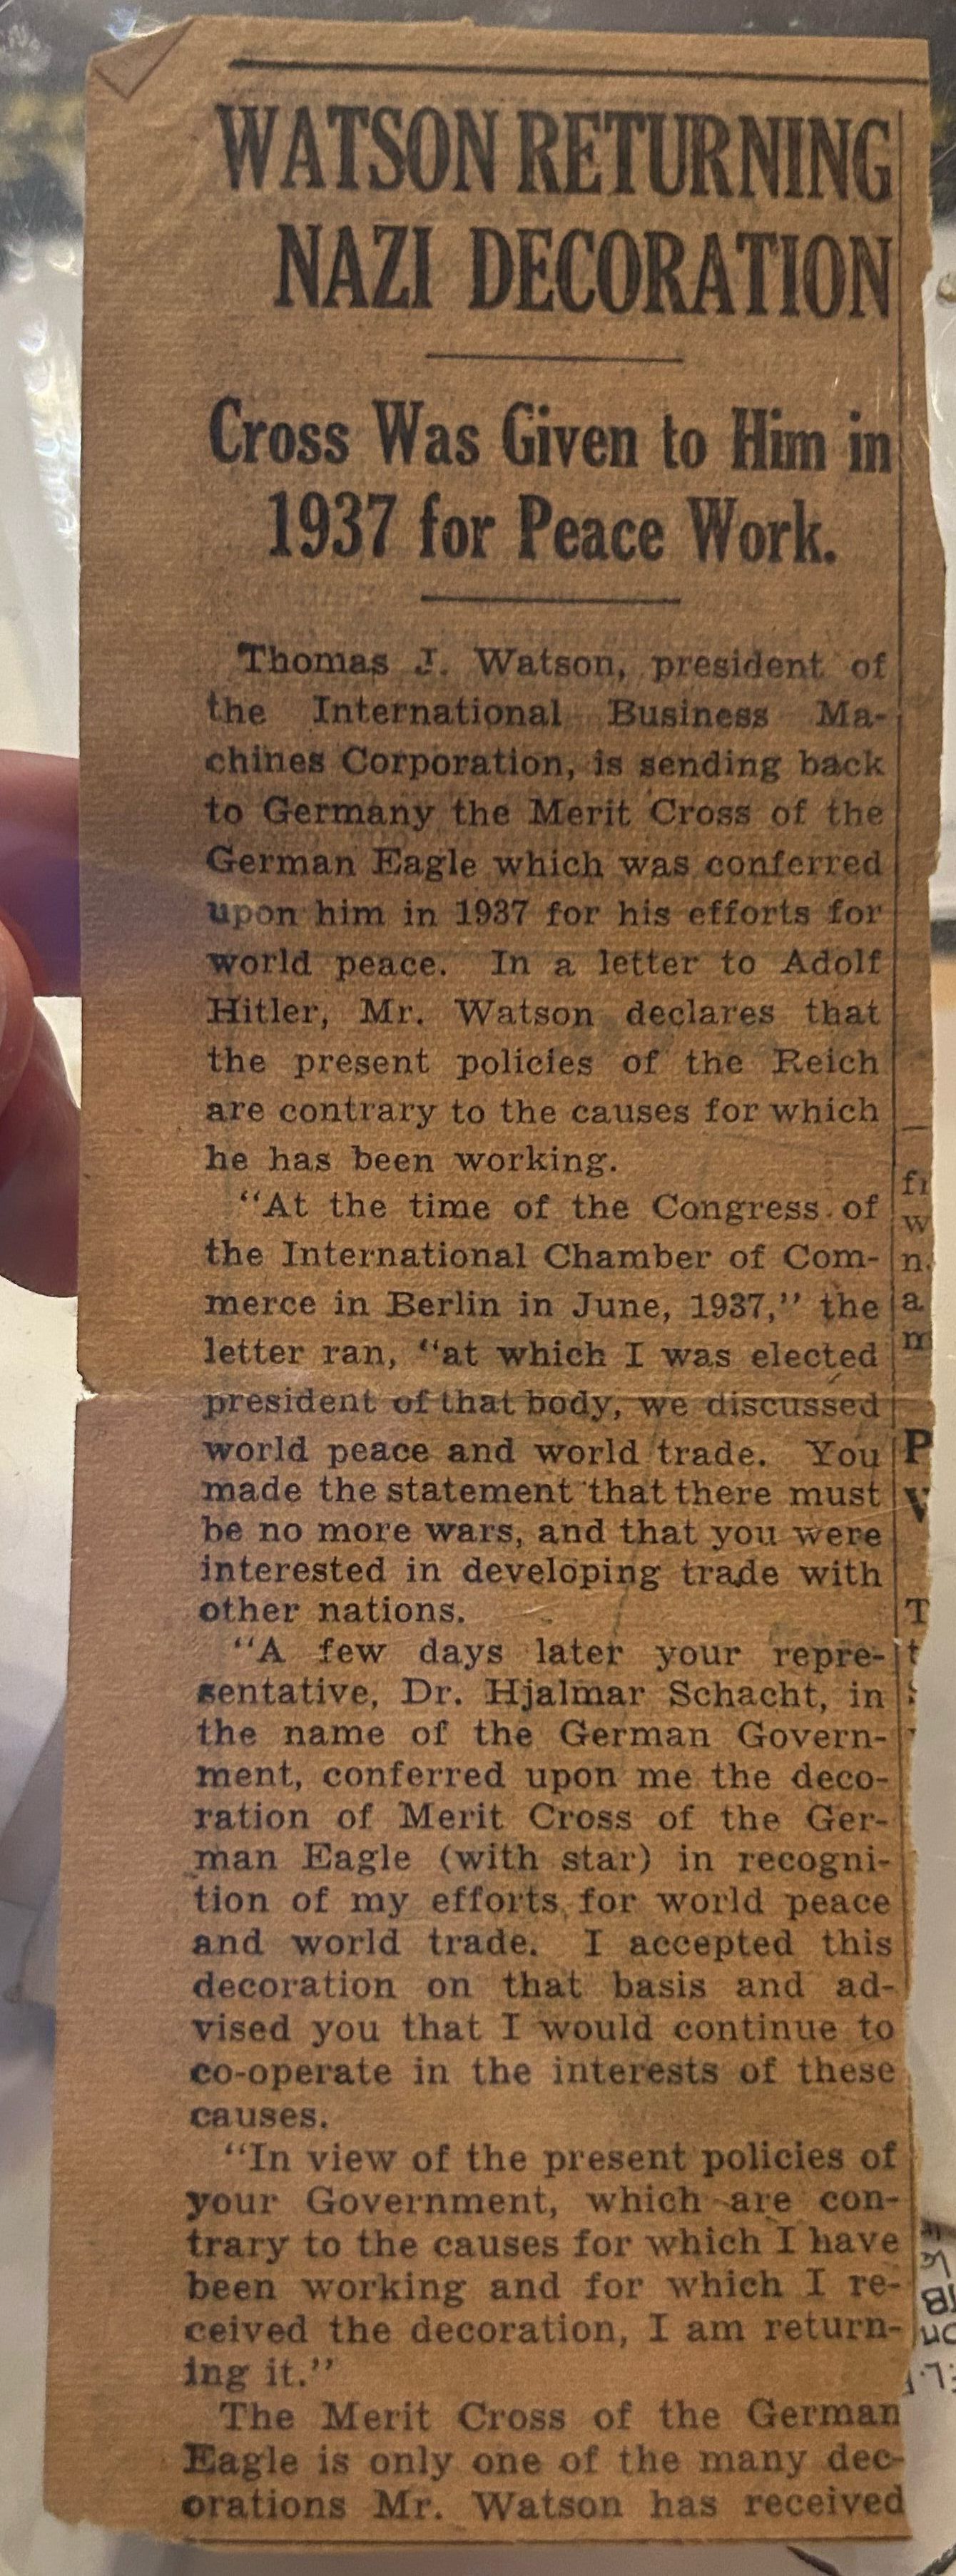 WATSON RETURNING
NAZI DECORATION
Cross Was Given to Him in
1937 for Peace Work.
Thomas J. Watson, president of
the International Business Ma-
chines Corporation, is sending back
to Germany the Merit Cross of the
German Eagle which was conferred
upon him in 1937 for his efforts for
world peace. In a letter to Adolf
Hitler, Mr. Watson declares that
the present policies of the Reich
are contrary to the causes for which
he has been working.
"At the time of the Congress of
the International Chamber of Com-
merce in Berlin in June, 1937," the
letter ran, "at which I was elected
president of that body, we discussed
world peace and world trade. You
made the statement that there must
be no more wars, and that you were
interested in developing trade with
other nations.
"A few days later your repre-
sentative, Dr. Hjalmar Schacht, in
the name of the German Govern-
ment, conferred upon me the deco-
ration of Merit Cross of the Ger-
man Eagle (with star) in recogni-
tion of my efforts for world peace
and world trade. I accepted this
decoration on that basis and ad-
vised you that I would continue to
co-operate in the interests of these
causes.
"In view of the present policies of
your Government, which are con-
trary to the causes for which I have
been working and for which I re-
ceived the decoration, I am return-
ing it."
The Merit Cross of the German
Eagle is only one of the many dec-
orations Mr. Watson has received